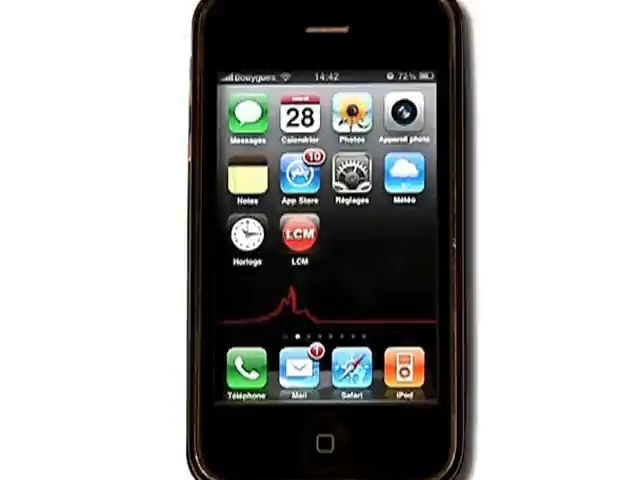 Bouygues 14:42 72%
28
Messages Calendrier Photos Appareil photo
10
Notes App Store Réglages Météo
LCM
Horloge LCM
1
Téléphone Mail Safari iPod